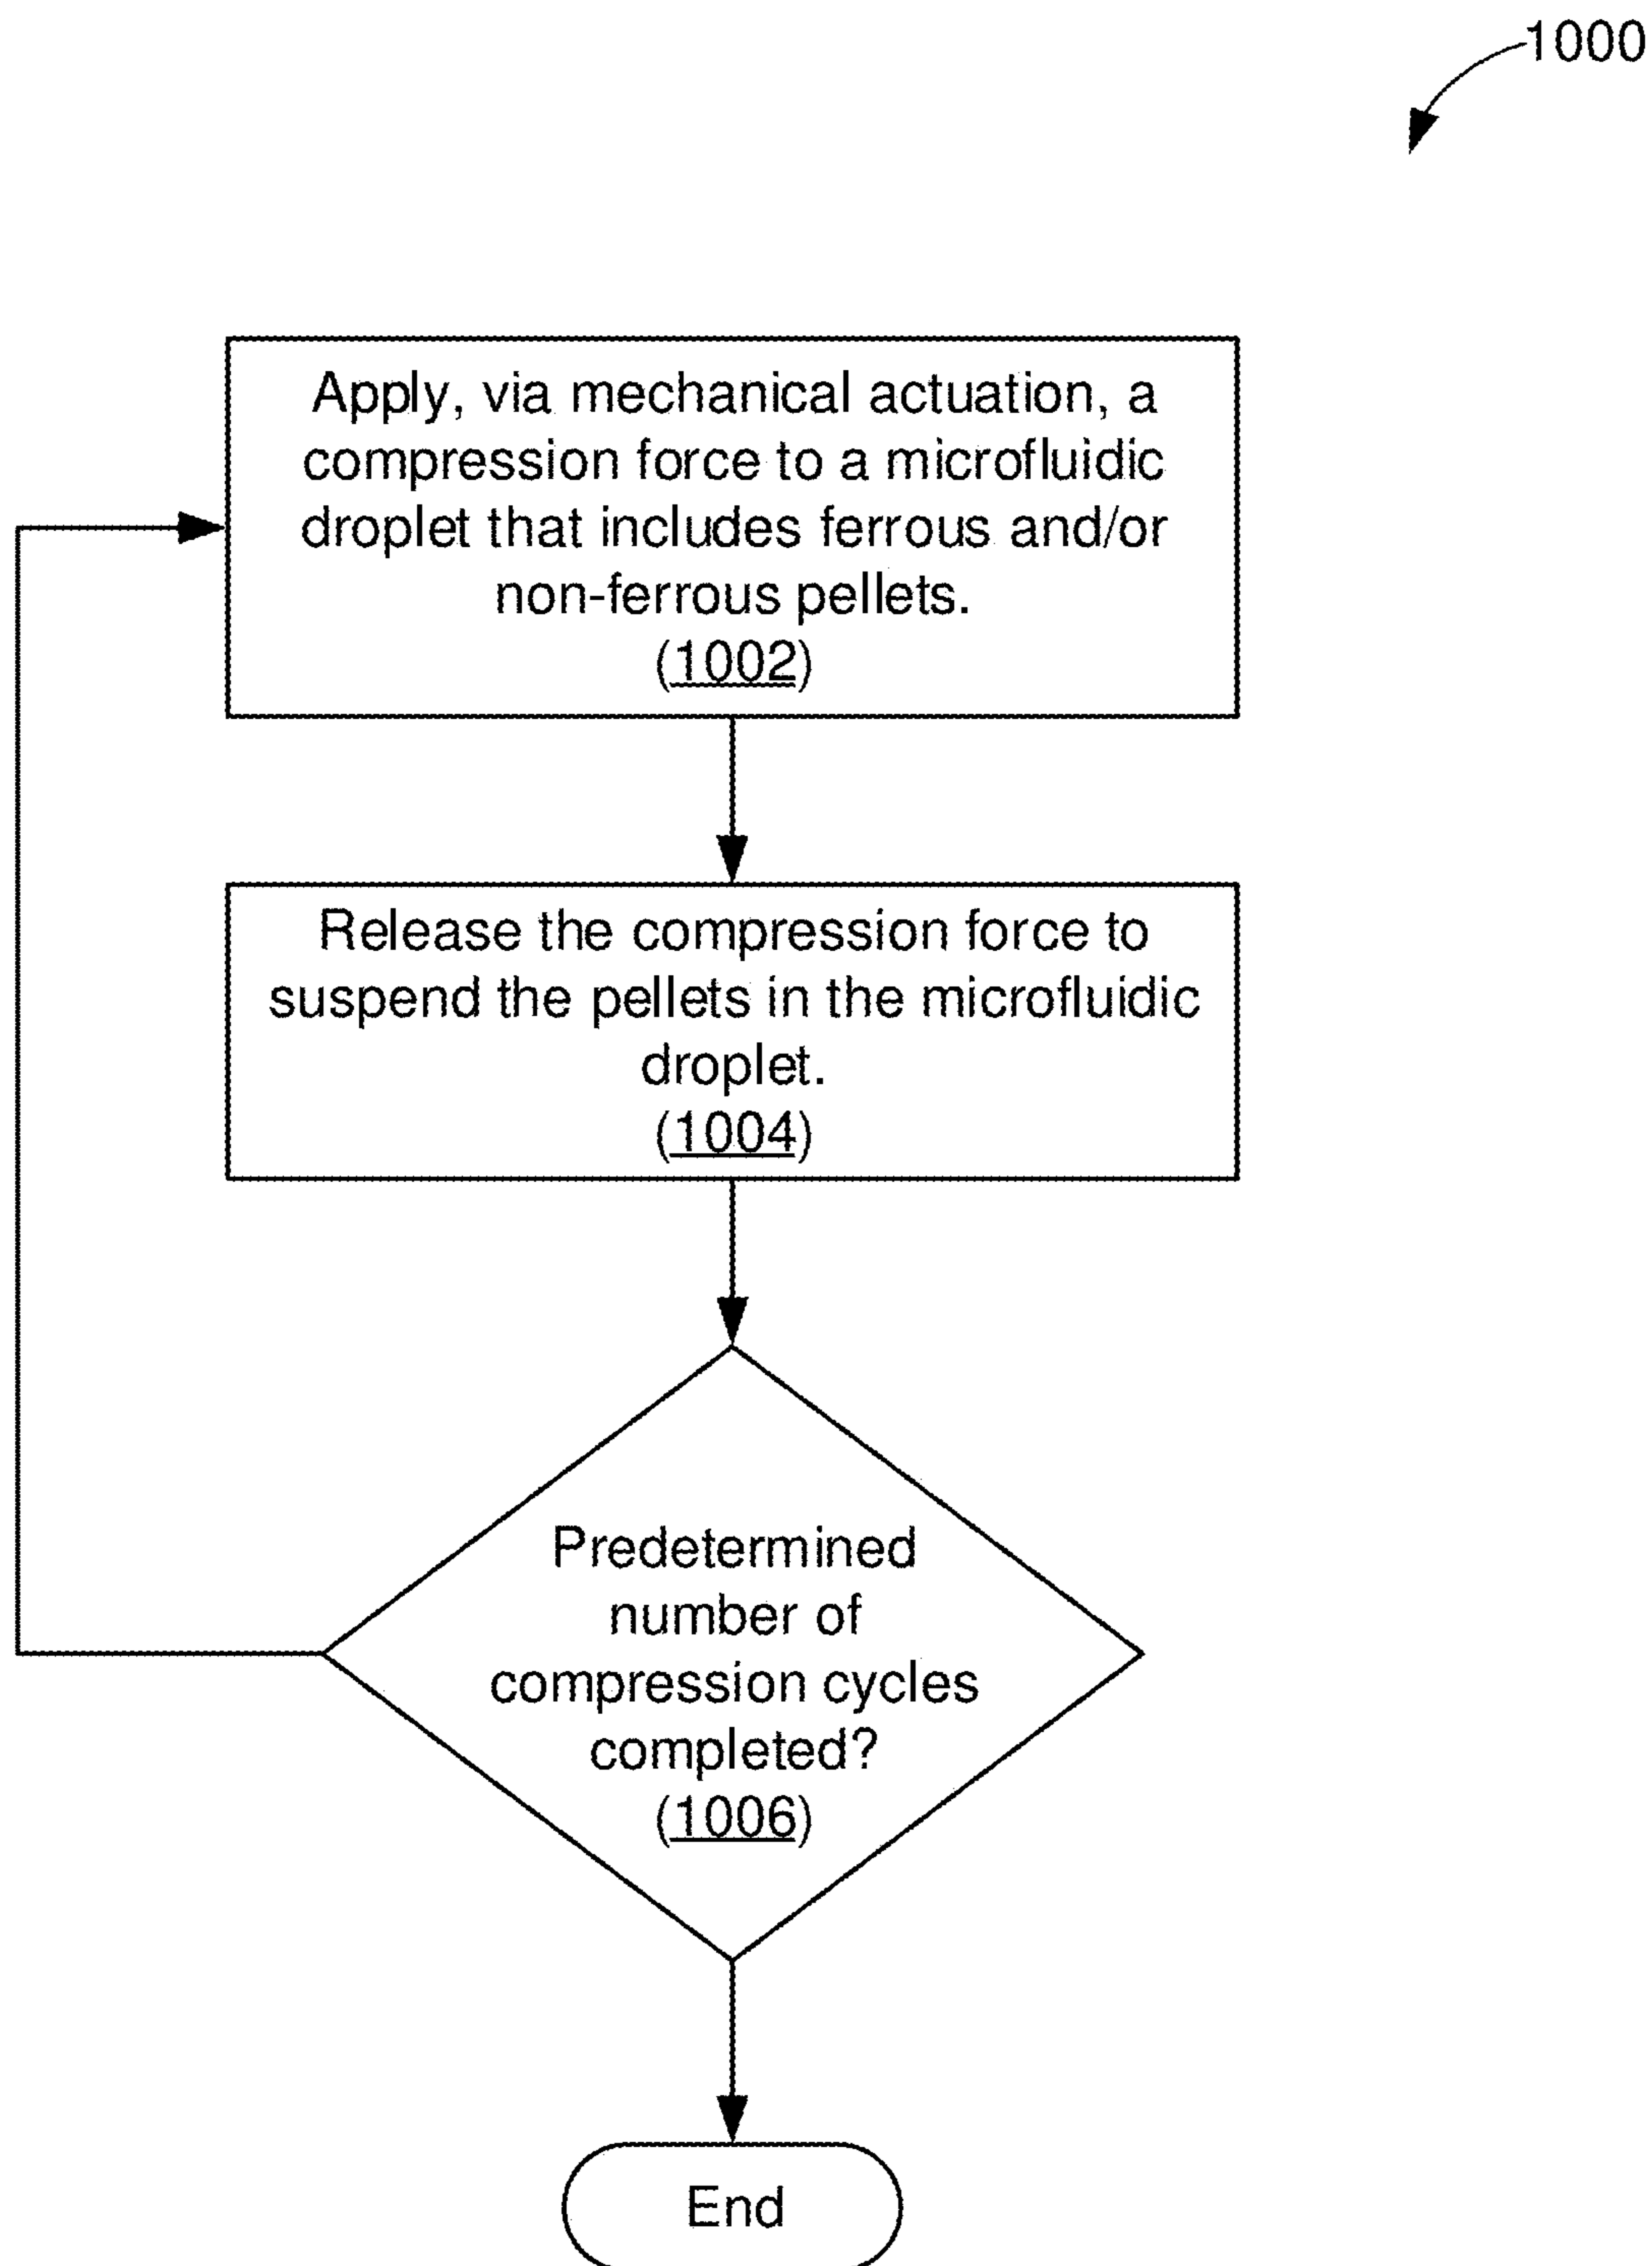 1000
Apply, via mechanical actuation, a
compression force to a microfluidic
droplet that includes ferrous and/or
non-ferrous pellets.
(1002)
Release the compression force to
suspend the pellets in the microfluidic
droplet.
(1004)
Predetermined
number of
compression cycles
completed?
(1006)
End